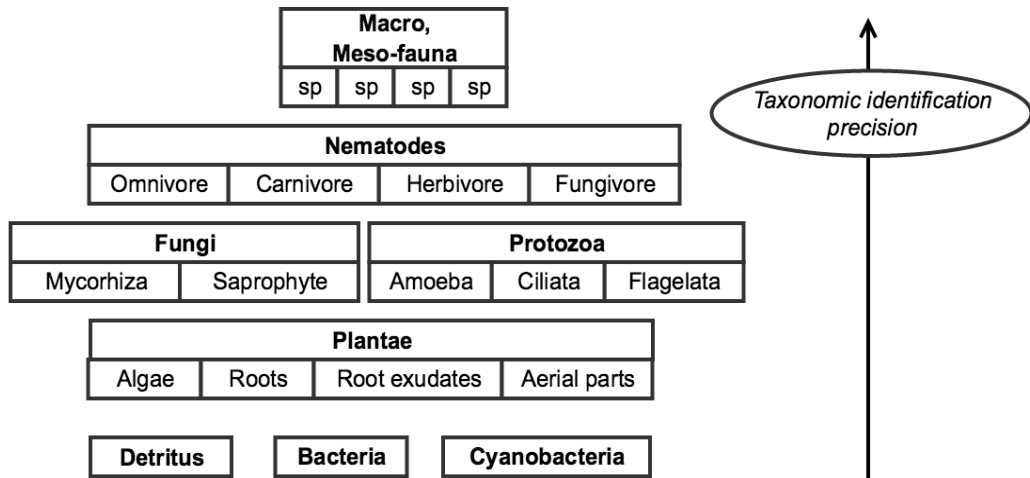 Macro,
Meso-fauna
sp sp sp sp
Taxonomic identification
precision
Nematodes
Omnivore Carnivore Herbivore Fungivore
Fungi Protozoa
Mycorhiza Saprophyte Amoeba Ciliata Flagelata
Plantae
Algae Roots Root exudates Aerial parts
Detritus Bacteria Cyanobacteria